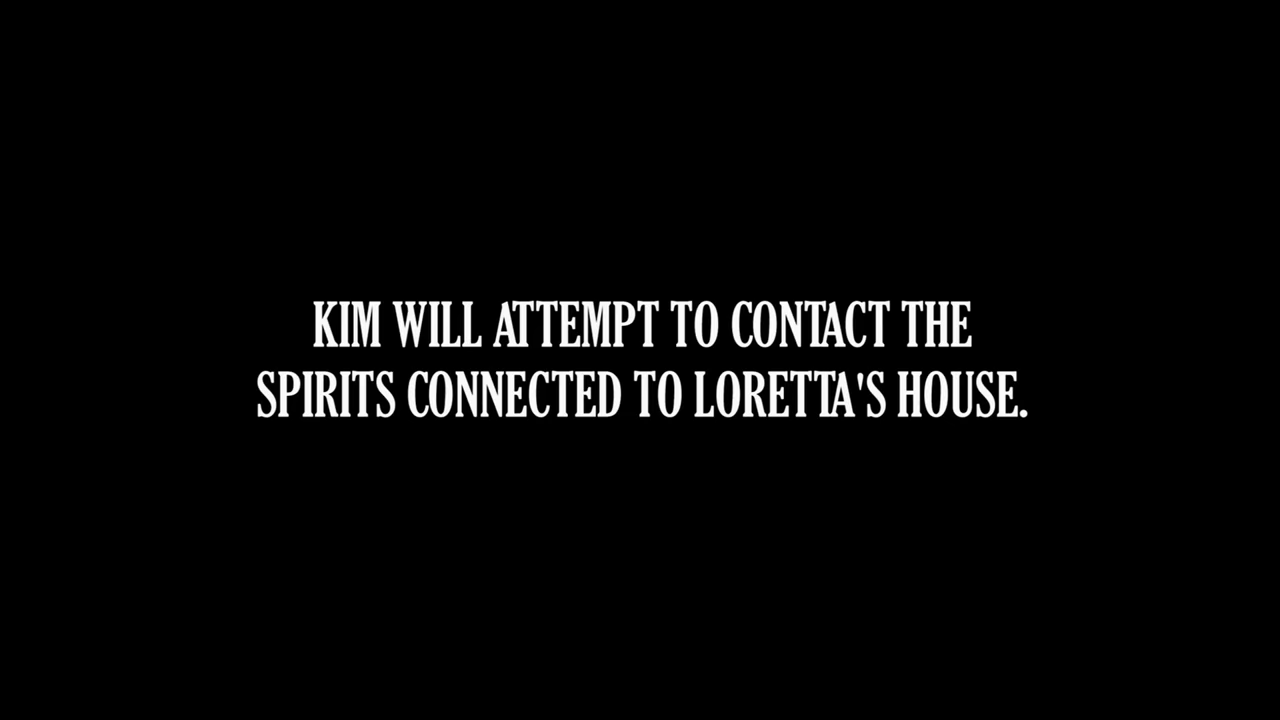 KIM WILL ATTEMPT TO CONTACT THE
SPIRITS CONNECTED TO LORETTA'S HOUSE.